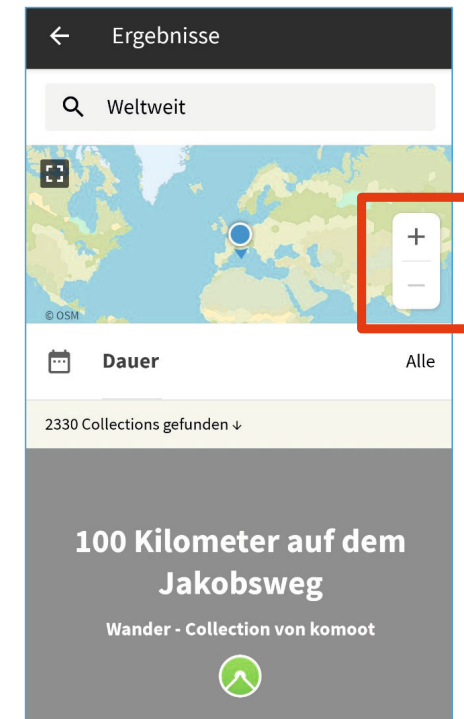 Ergebnisse
Weltweit
+
−
© OSM
Dauer Alle
2330 Collections gefunden ↓
100 Kilometer auf dem
Jakobsweg
Wander - Collection von komoot